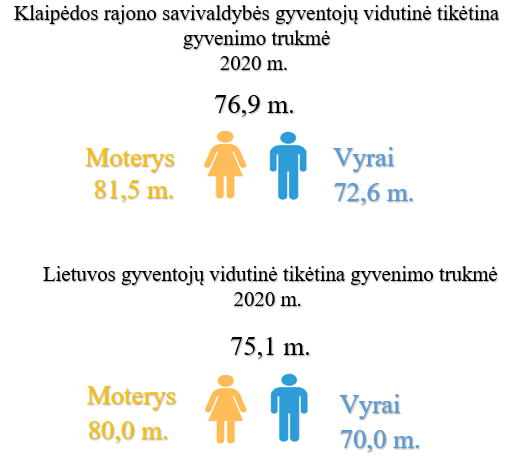 Klaipėdos rajono savivaldybės gyventojų vidutinė tikėtina
gyvenimo trukmė
2020 m.
76,9 m.
Moterys
81,5 m.
Vyrai
72,6 m.
Lietuvos gyventojų vidutinė tikėtina gyvenimo trukmė
2020 m.
75,1 m.
Moterys
80,0 m.
Vyrai
70,0 m.